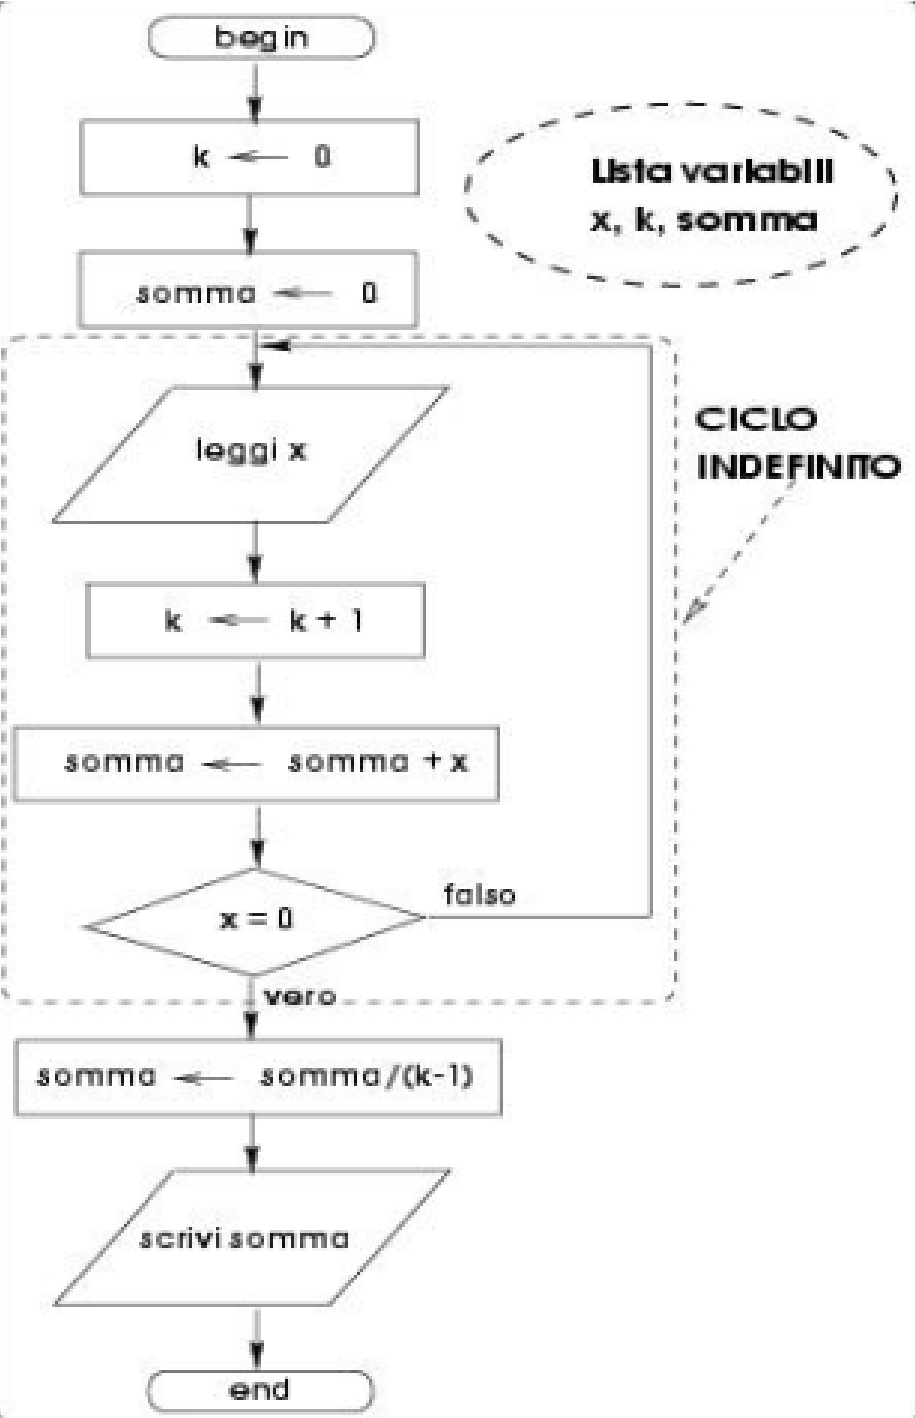 begin
k ← 0
Lista variabili
x, k, somma
somma ← 0
leggi x
CICLO
INDEFINITO
k ← k + 1
somma ← somma + x
x = 0
falso
vero
somma ← somma/(k-1)
scrivi somma
end